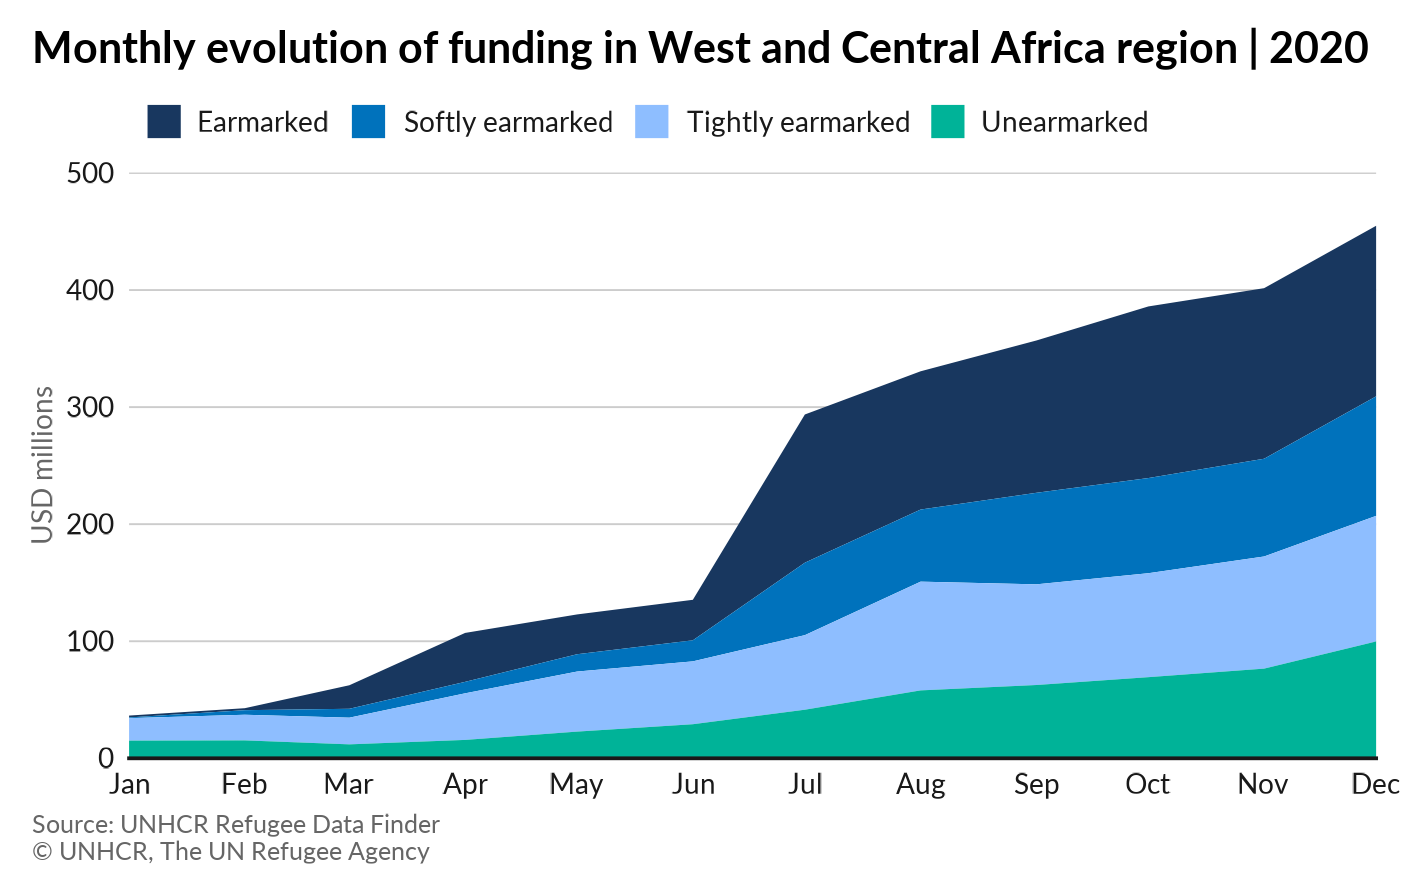 Monthly evolution of funding in West and Central Africa region | 2020
Earmarked Softly earmarked Tightly earmarked Unearmarked
500
400
300
200
100
0
USD millions
Jan Feb Mar Apr May Jun Jul Aug Sep Oct Nov Dec
Source: UNHCR Refugee Data Finder
© UNHCR, The UN Refugee Agency